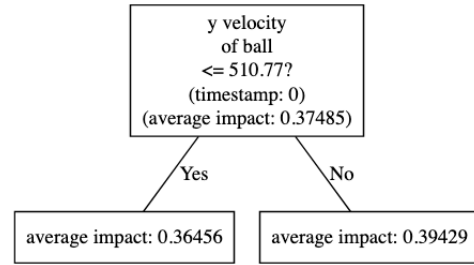 y velocity
of ball
<= 510.77?
(timestamp: 0)
(average impact: 0.37485)
Yes
No
average impact: 0.36456
average impact: 0.39429